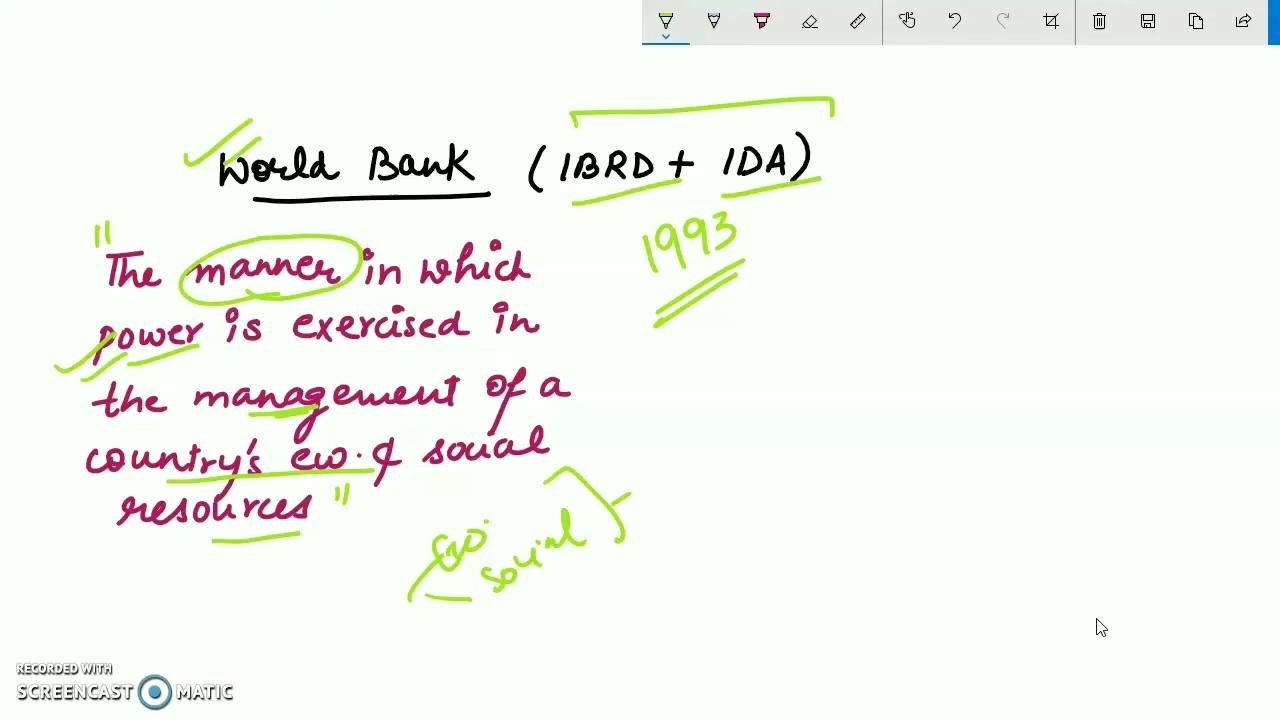 World Bank (IBRD + IDA)
1993
"The manner in which
power is exercised in
the management of a
country's eco. & social
resources"
eco.
social
RECORDED WITH
SCREENCAST MATIC